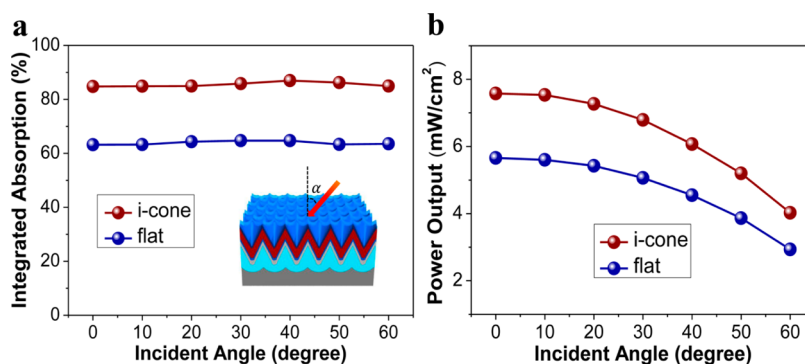 a
Integrated Absorption (%)
100
80
60
40
20
0
i-cone
flat
α
0 10 20 30 40 50 60
Incident Angle (degree)
b
Power Output (mW/cm²)
8
6
4
2
i-cone
flat
0 10 20 30 40 50 60
Incident Angle (degree)